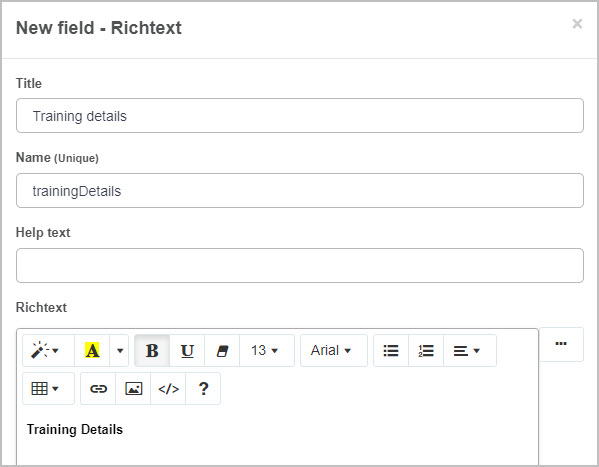 New field - Richtext ×
Title
Training details
Name (Unique)
trainingDetails
Help text
Richtext
A B U 13 Arial ...
</> ?
Training Details